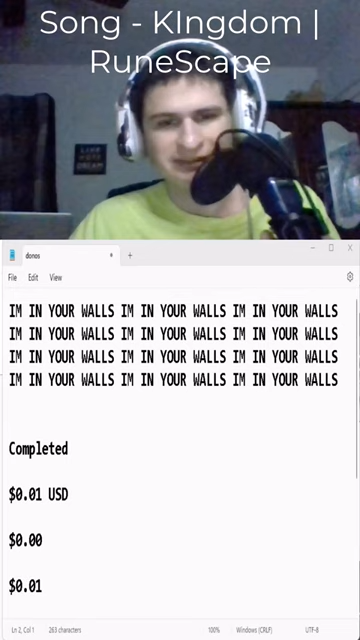 Song - KIngdom |
RuneScape
donos
File Edit View
IM IN YOUR WALLS IM IN YOUR WALLS IM IN YOUR WALLS
IM IN YOUR WALLS IM IN YOUR WALLS IM IN YOUR WALLS
IM IN YOUR WALLS IM IN YOUR WALLS IM IN YOUR WALLS
IM IN YOUR WALLS IM IN YOUR WALLS IM IN YOUR WALLS
Completed
$0.01 USD
$0.00
$0.01
Ln 2, Col 1 263 characters 100% Windows (CRLF) UTF-8